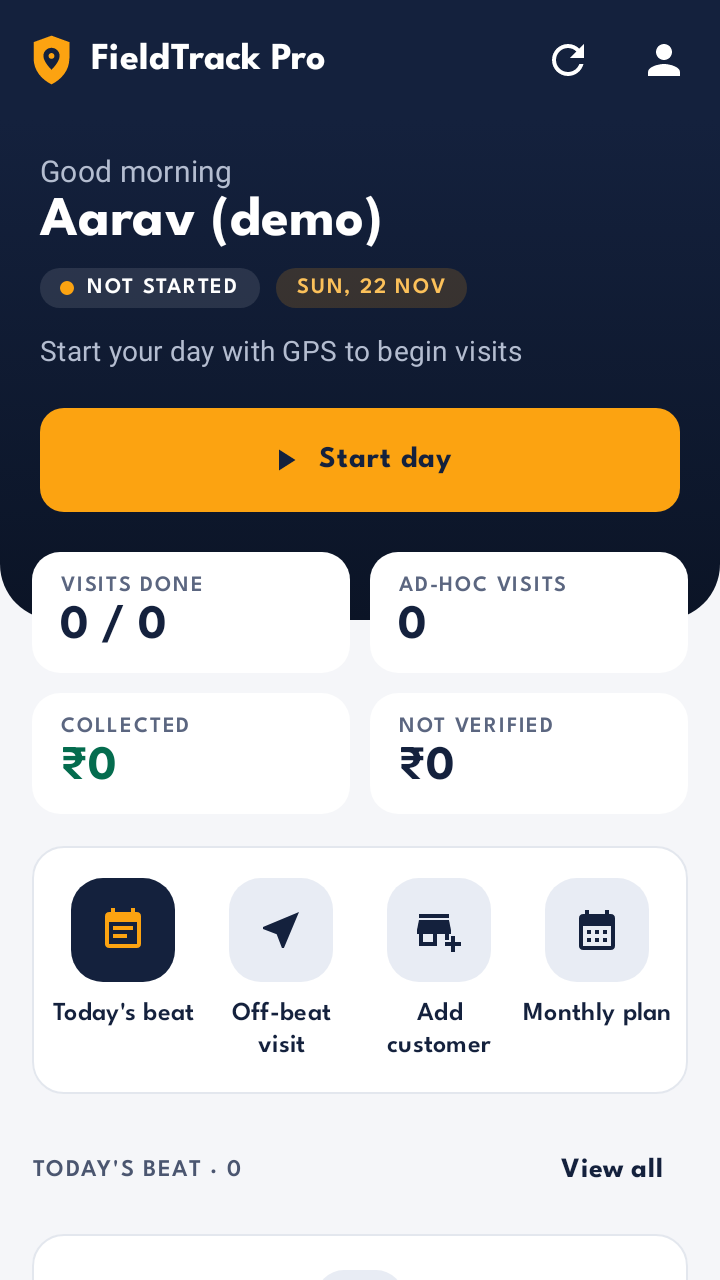 FieldTrack Pro
Good morning
Aarav (demo)
NOT STARTED
SUN, 22 NOV
Start your day with GPS to begin visits
Start day
VISITS DONE
0 / 0
AD-HOC VISITS
0
COLLECTED
₹0
NOT VERIFIED
₹0
Today's beat
Off-beat
visit
Add
customer
Monthly plan
TODAY'S BEAT · 0
View all